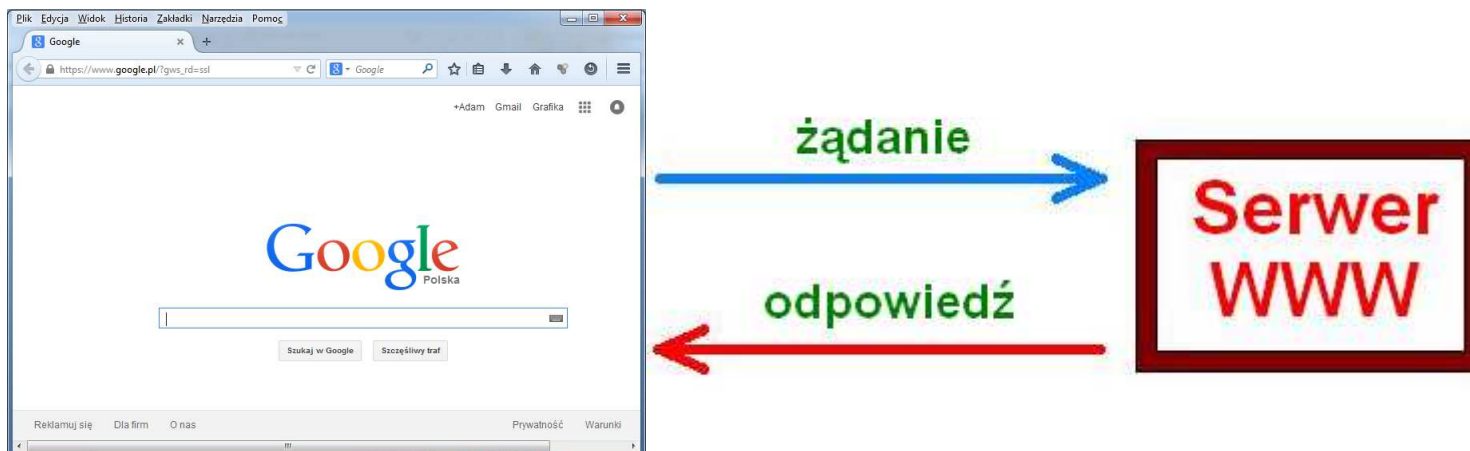 Plik Edycja Widok Historia Zakładki Narzędzia Pomoc
Google
https://www.google.pl/?gws_rd=ssl
Google
+Adam Gmail Grafika
Google
Polska
Szukaj w Google Szczęśliwy traf
Reklamuj się Dla firm O nas Prywatność Warunki
żądanie
odpowiedź
Serwer
WWW